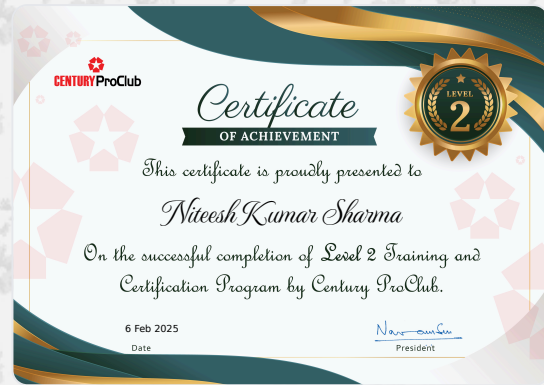 CENTURY ProClub
Certificate
OF ACHIEVEMENT
LEVEL
2
This certificate is proudly presented to
Niteesh Kumar Sharma
On the successful completion of Level 2 Training and
Certification Program by Century ProClub.
6 Feb 2025
Date
President